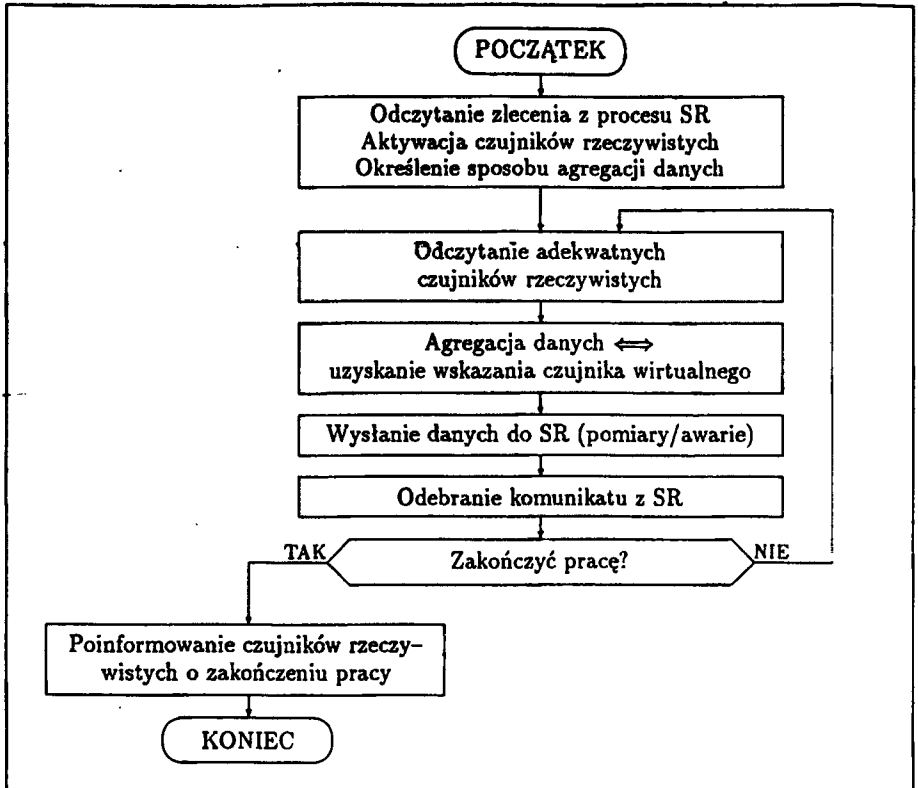 POCZĄTEK
Odczytanie zlecenia z procesu SR
Aktywacja czujników rzeczywistych
Określenie sposobu agregacji danych
Odczytanie adekwatnych
czujników rzeczywistych
Agregacja danych ⟺
uzyskanie wskazania czujnika wirtualnego
Wysłanie danych do SR (pomiary/awarie)
Odebranie komunikatu z SR
TAK
Zakończyć pracę?
NIE
Poinformowanie czujników rzeczy–
wistych o zakończeniu pracy
KONIEC